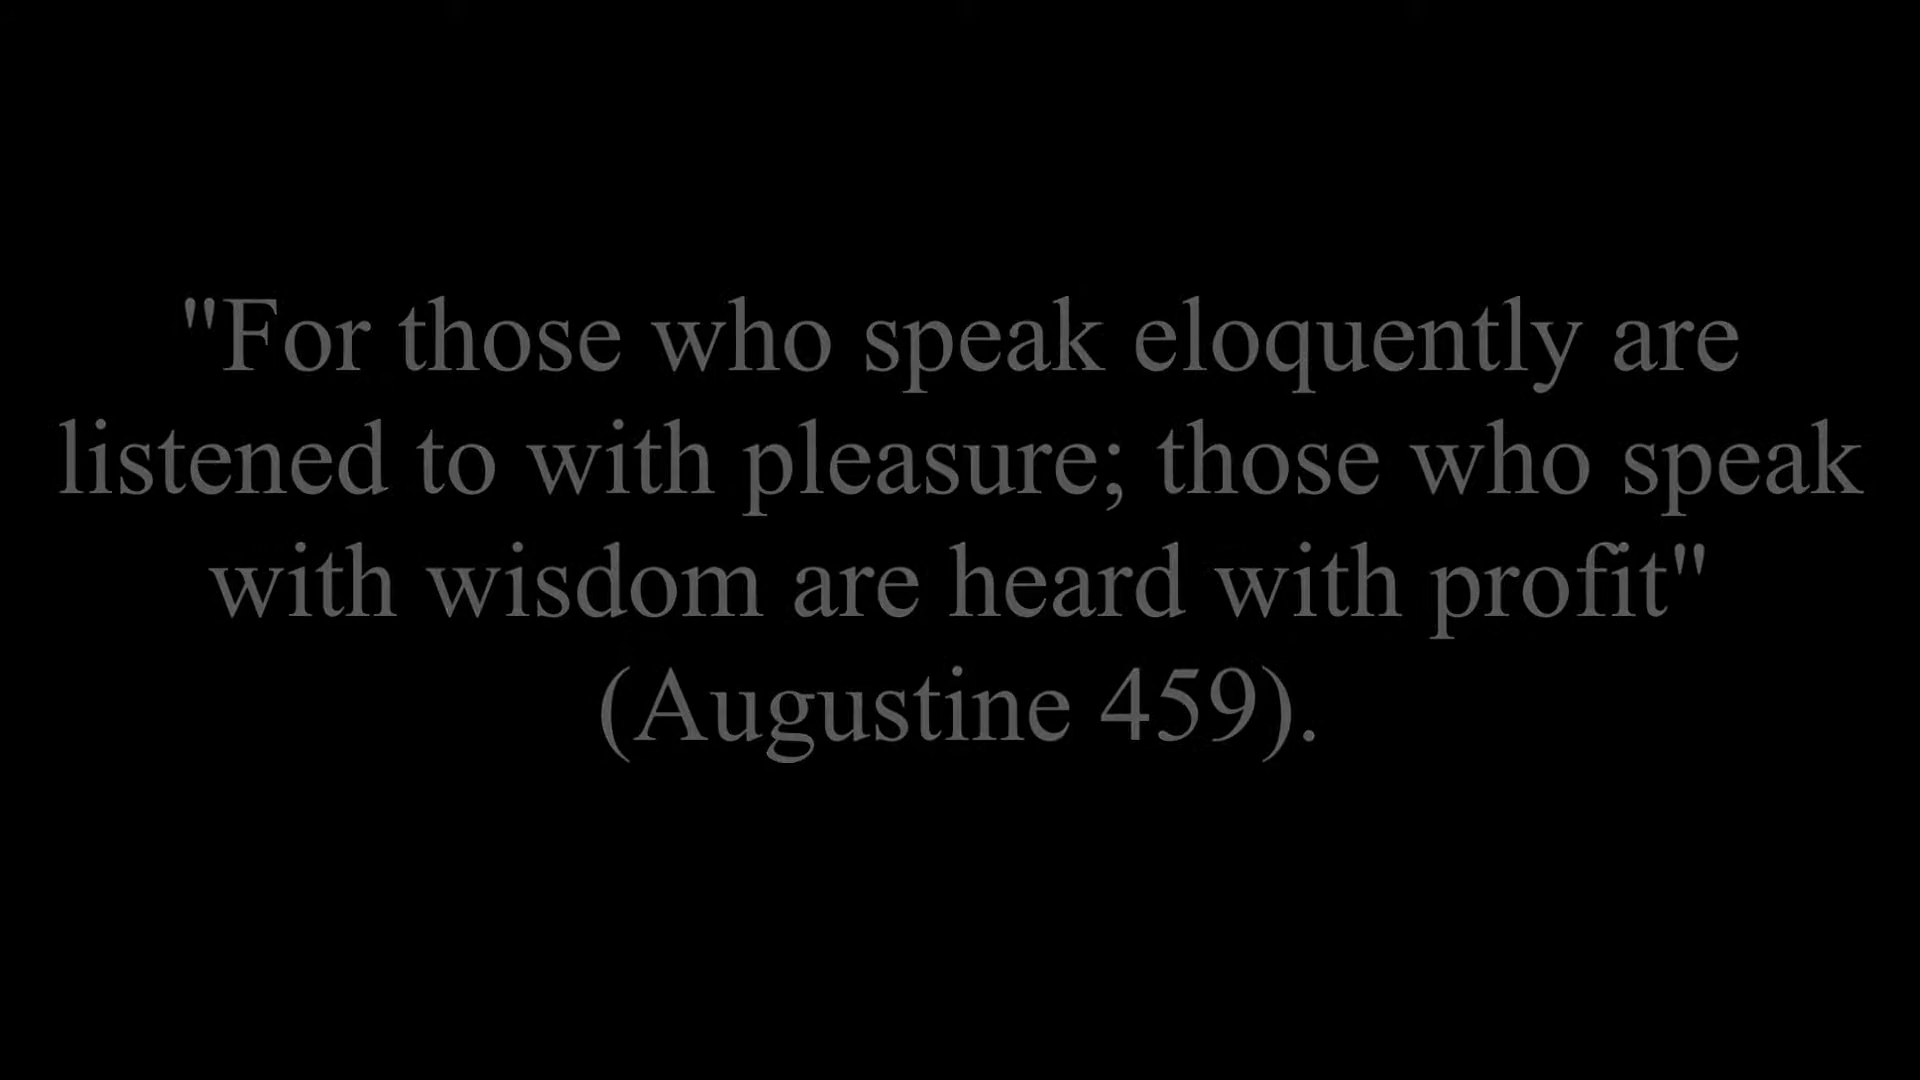 "For those who speak eloquently are
listened to with pleasure; those who speak
with wisdom are heard with profit"
(Augustine 459).